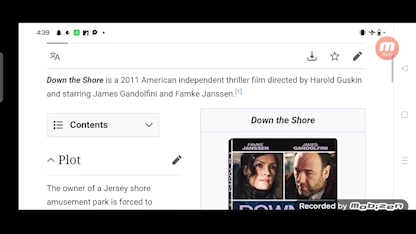 4:39
Down the Shore is a 2011 American independent thriller film directed by Harold Guskin
and starring James Gandolfini and Famke Janssen.[1]
Contents
Down the Shore
Plot
FAMKE JANSSEN
JAMES GANDOLFINI
The owner of a Jersey shore
amusement park is forced to
DOWN
Recorded by MOBIZEN